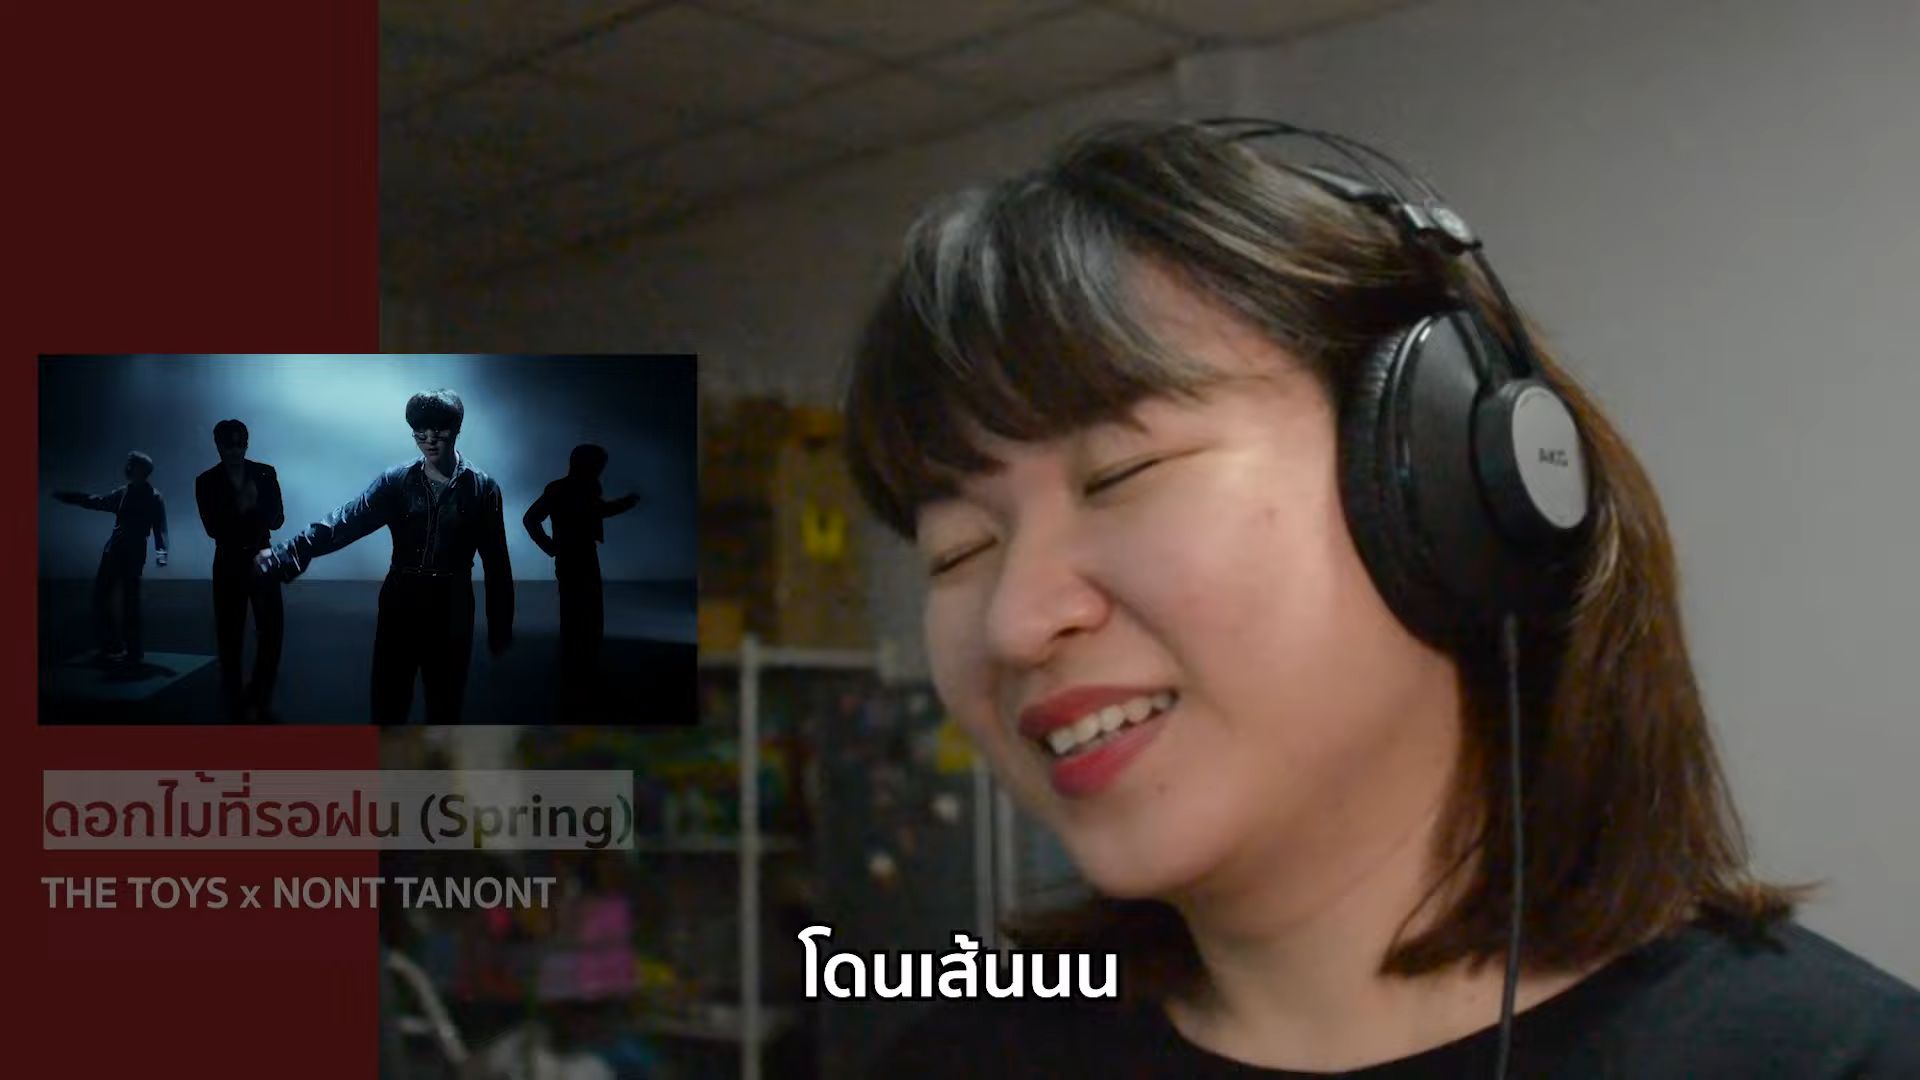 AKG
ดอกไม้ที่รอฝน (Spring)
THE TOYS x NONT TANONT
โดนเส้นนน